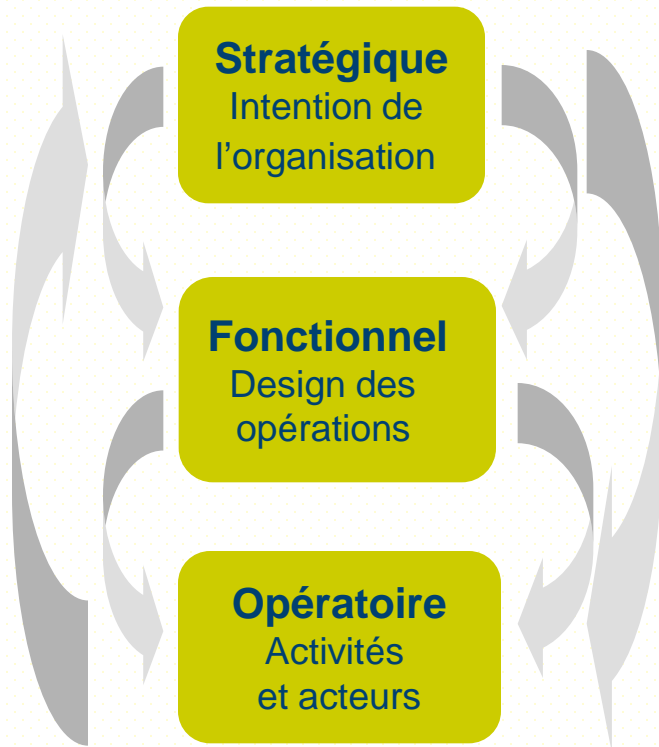 Stratégique
Intention de
l’organisation
Fonctionnel
Design des
opérations
Opératoire
Activités
et acteurs